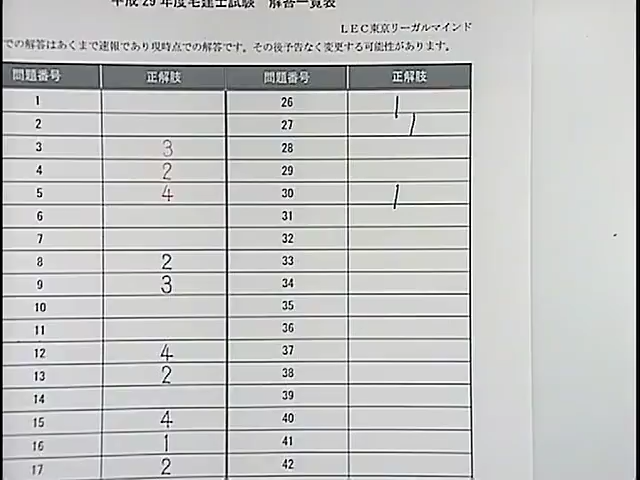 平成29年度宅建士試験 解答一覧表
LEC東京リーガルマインド
での解答はあくまで速報であり現時点での解答です。その後予告なく変更する可能性があります。
問題番号 正解肢 問題番号 正解肢
1 26 1
2 27 1
3 3 28
4 2 29
5 4 30 1
6 31
7 32
8 2 33
9 3 34
10 35
11 36
12 4 37
13 2 38
14 39
15 4 40
16 1 41
17 2 42